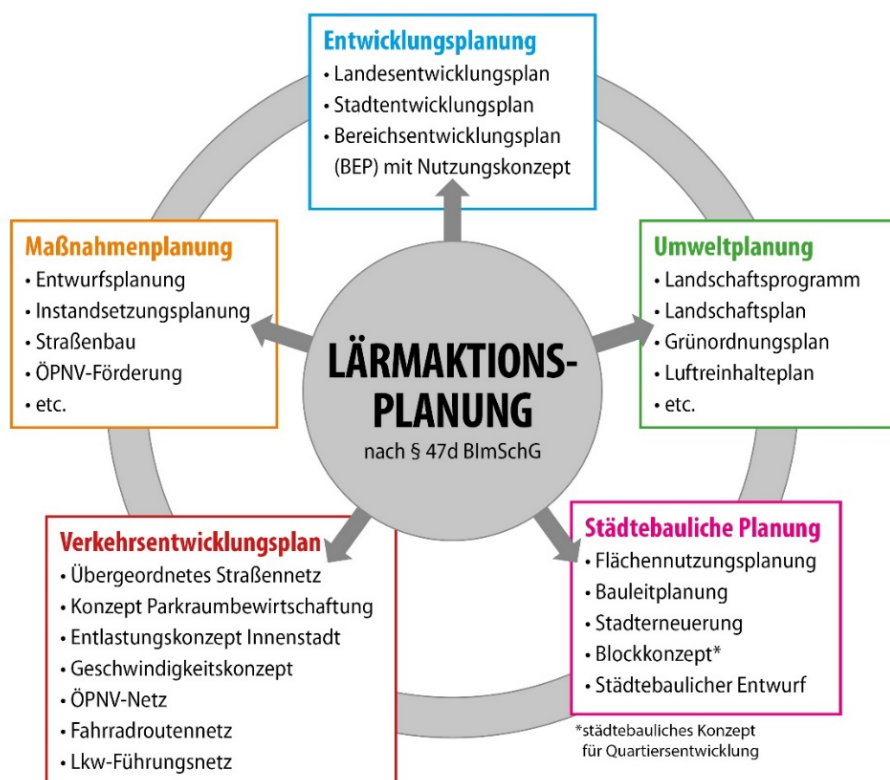 Entwicklungsplanung
• Landesentwicklungsplan
• Stadtentwicklungsplan
• Bereichsentwicklungsplan
(BEP) mit Nutzungskonzept
Maßnahmenplanung
• Entwurfsplanung
• Instandsetzungsplanung
• Straßenbau
• ÖPNV-Förderung
• etc.
Umweltplanung
• Landschaftsprogramm
• Landschaftsplan
• Grünordnungsplan
• Luftreinhalteplan
• etc.
LÄRMAKTIONS-
PLANUNG
nach § 47d BImSchG
Verkehrsentwicklungsplan
• Übergeordnetes Straßennetz
• Konzept Parkraumbewirtschaftung
• Entlastungskonzept Innenstadt
• Geschwindigkeitskonzept
• ÖPNV-Netz
• Fahrradroutennetz
• Lkw-Führungsnetz
Städtebauliche Planung
• Flächennutzungsplanung
• Bauleitplanung
• Stadterneuerung
• Blockkonzept*
• Städtebaulicher Entwurf
*städtebauliches Konzept
für Quartiersentwicklung